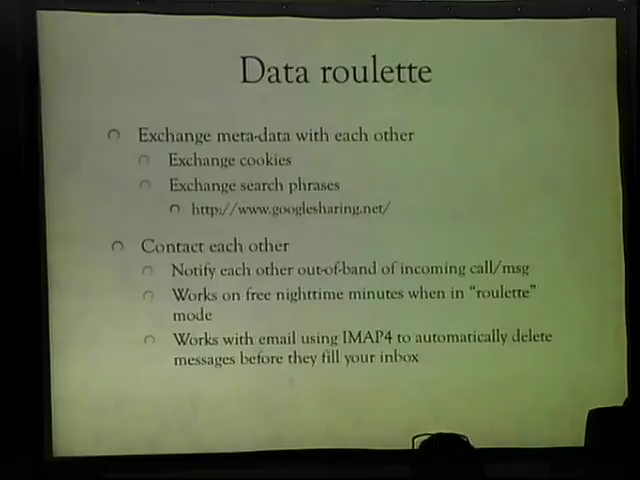 Data roulette
Exchange meta-data with each other
Exchange cookies
Exchange search phrases
http://www.googlesharing.net/
Contact each other
Notify each other out-of-band of incoming call/msg
Works on free nighttime minutes when in "roulette"
mode
Works with email using IMAP4 to automatically delete
messages before they fill your inbox